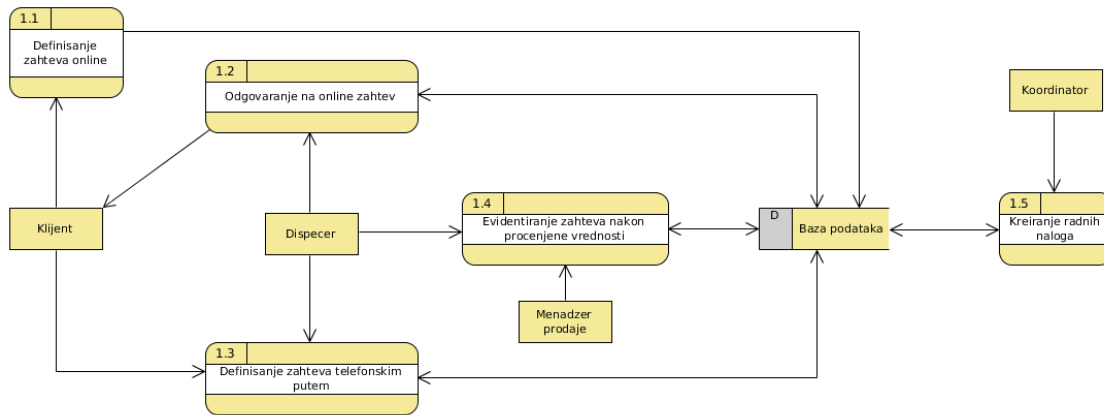 1.1
Definisanje
zahteva online
1.2
Odgovaranje na online zahtev
Koordinator
Klijent
Dispecer
1.4
Evidentiranje zahteva nakon
procenjene vrednosti
D
Baza podataka
1.5
Kreiranje radnih
naloga
Menadzer
prodaje
1.3
Definisanje zahteva telefonskim
putem